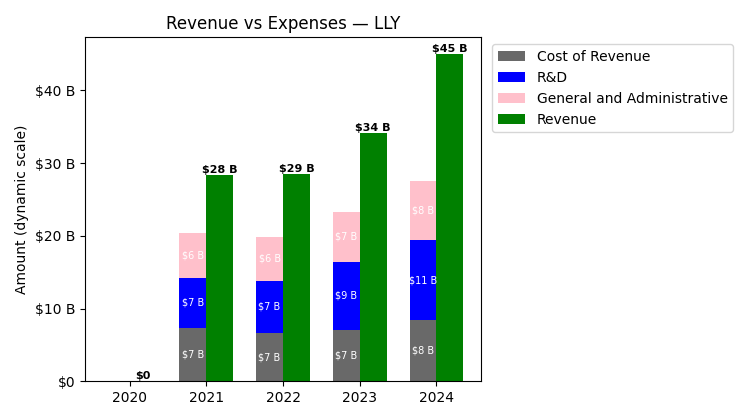 Revenue vs Expenses — LLY
Cost of Revenue
R&D
General and Administrative
Revenue
Amount (dynamic scale)
$40 B
$30 B
$20 B
$10 B
$0
$0
$28 B
$6 B
$7 B
$7 B
$29 B
$6 B
$7 B
$7 B
$34 B
$7 B
$9 B
$7 B
$45 B
$8 B
$11 B
$8 B
2020 2021 2022 2023 2024